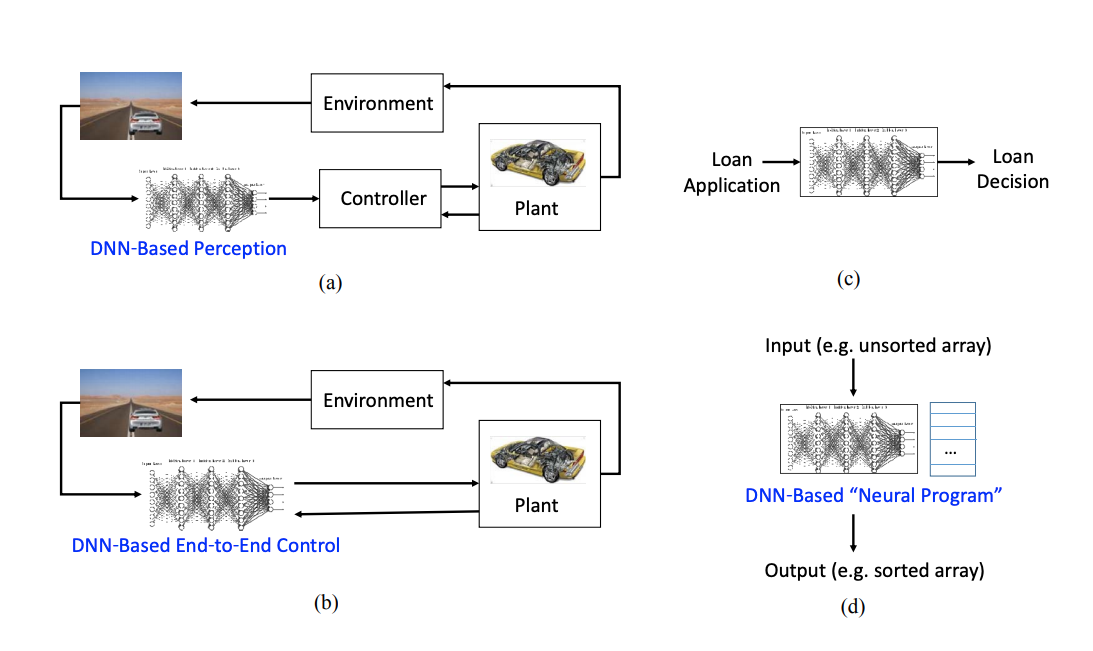 Environment
Controller
Plant
DNN-Based Perception
(a)
Loan
Application
Loan
Decision
(c)
Environment
Plant
DNN-Based End-to-End Control
(b)
Input (e.g. unsorted array)
...
DNN-Based “Neural Program”
Output (e.g. sorted array)
(d)